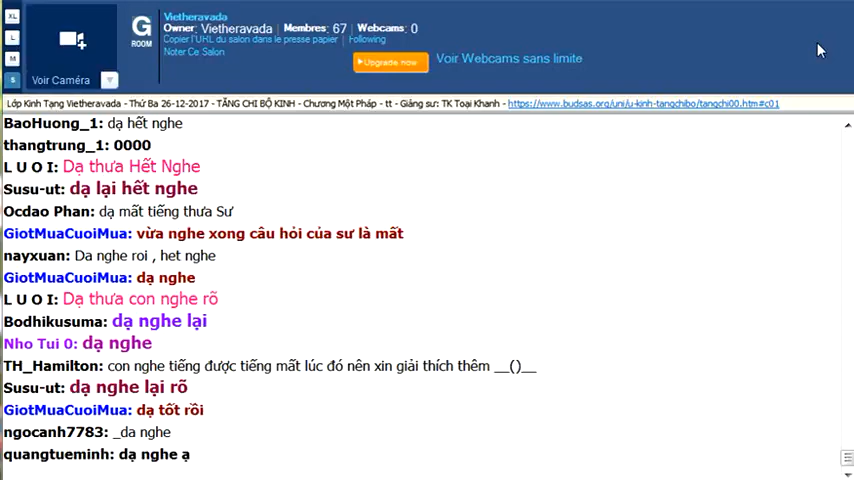 XL
L
M
S
Voir Caméra
G
ROOM
Vietheravada
Owner: Vietheravada Membres: 67 Webcams: 0
Copier l'URL du salon dans le presse papier | Following
Noter Ce Salon
Upgrade now
Voir Webcams sans limite
Lớp Kinh Tạng Vietheravada - Thứ Ba 26-12-2017 - TĂNG CHI BỘ KINH - Chương Một Pháp - tt - Giảng sư: TK Toại Khanh - https://www.budsas.org/uni/u-kinh-tangchibo/tangchi00.htm#c01
BaoHuong_1: dạ hết nghe
thangtrung_1: 0000
L U O I: Dạ thưa Hết Nghe
Susu-ut: dạ lại hết nghe
Ocdao Phan: dạ mất tiếng thưa Sư
GiotMuaCuoiMua: vừa nghe xong câu hỏi của sư là mất
nayxuan: Da nghe roi , het nghe
GiotMuaCuoiMua: dạ nghe
L U O I: Dạ thưa con nghe rõ
Bodhikusuma: dạ nghe lại
Nho Tui 0: dạ nghe
TH_Hamilton: con nghe tiếng được tiếng mất lúc đó nên xin giải thích thêm __()__
Susu-ut: dạ nghe lại rõ
GiotMuaCuoiMua: dạ tốt rồi
ngocanh7783: _da nghe
quangtueminh: dạ nghe ạ